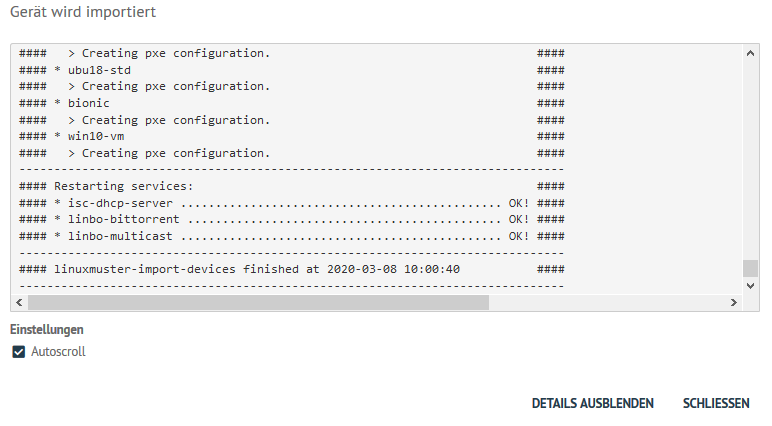 Gerät wird importiert
####   > Creating pxe configuration.                                      ####
#### * ubu18-std                                                          ####
####   > Creating pxe configuration.                                      ####
#### * bionic                                                             ####
####   > Creating pxe configuration.                                      ####
#### * win10-vm                                                           ####
####   > Creating pxe configuration.                                      ####
------------------------------------------------------------------------------
#### Restarting services:                                                 ####
#### * isc-dhcp-server ............................................. OK! ####
#### * linbo-bittorrent ............................................ OK! ####
#### * linbo-multicast ............................................. OK! ####
------------------------------------------------------------------------------
#### linuxmuster-import-devices finished at 2020-03-08 10:00:40           ####
------------------------------------------------------------------------------
Einstellungen
Autoscroll
DETAILS AUSBLENDEN SCHLIESSEN